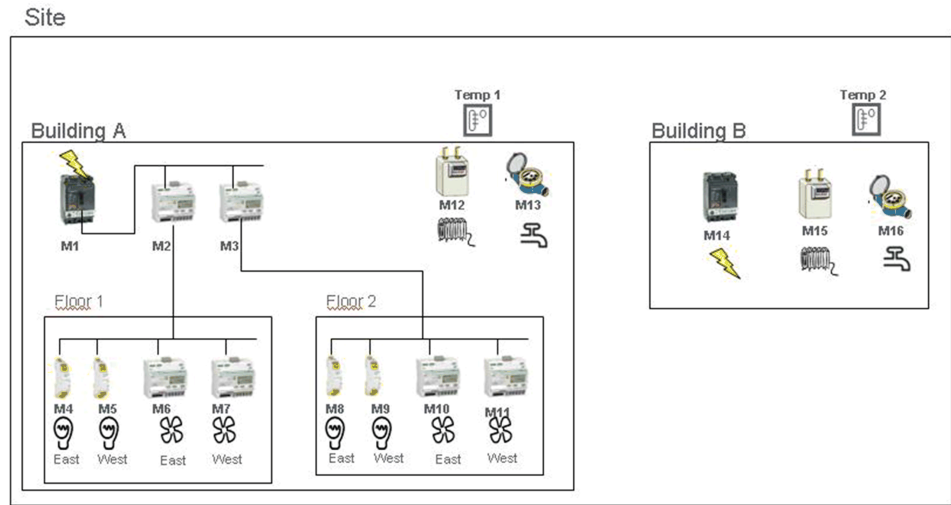 Site
Temp 1
Temp 2
Building A
Building B
M12
M13
M1
M2
M3
M14
M15
M16
Floor 1
Floor 2
M4
M5
M6
M7
M8
M9
M10
M11
East
West
East
West
East
West
East
West